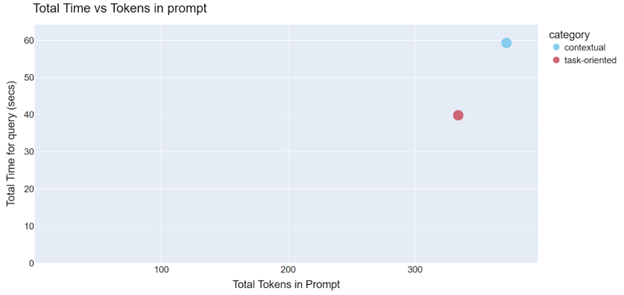 Total Time vs Tokens in prompt
category
contextual
task-oriented
Total Time for query (secs)
60
50
40
30
20
10
0
100
200
300
Total Tokens in Prompt